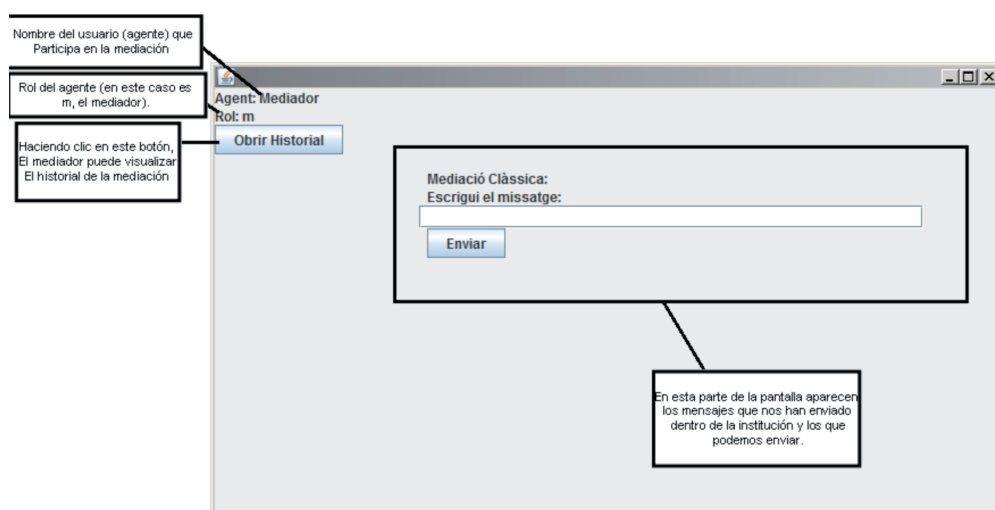 Nombre del usuario (agente) que
Participa en la mediación
Rol del agente (en este caso es
m, el mediador).
Haciendo clic en este botón,
El mediador puede visualizar
El historial de la mediación
Agent: Mediador
Rol: m
Obrir Historial
Mediació Clàssica:
Escrigui el missatge:
Enviar
En esta parte de la pantalla aparecen
los mensajes que nos han enviado
dentro de la institución y los que
podemos enviar.